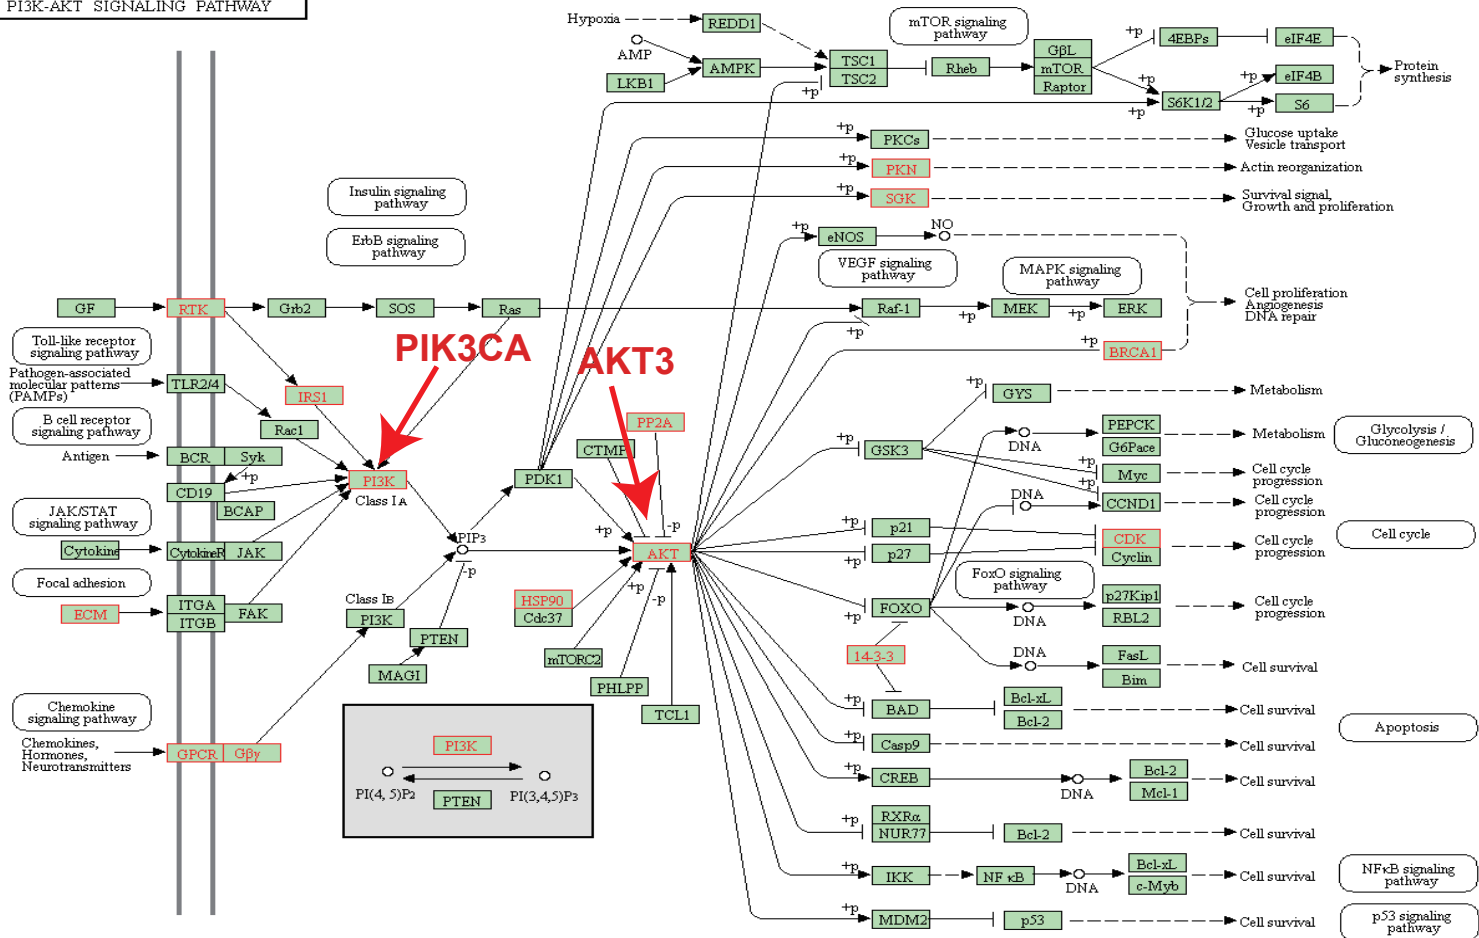 PI3K-AKT SIGNALING PATHWAY
Hypoxia
REDD1
mTOR signaling
pathway
AMP
LKB1
AMPK
TSC1
TSC2
+p
Rheb
GβL
mTOR
Raptor
+p
4EBPs
eIF4E
+p
S6K1/2
+p
+p
+p
eIF4B
S6
Protein
synthesis
+p
PKCs
Glucose uptake
Vesicle transport
+p
PKN
Actin reorganization
+p
SGK
Survival signal,
Growth and proliferation
Insulin signaling
pathway
ErbB signaling
pathway
+p
eNOS
NO
VEGF signaling
pathway
MAPK signaling
pathway
GF
RTK
Grb2
SOS
Ras
Raf-1
+p
+p
MEK
+p
ERK
Cell proliferation
Angiogenesis
DNA repair
+p
BRCA1
Toll-like receptor
signaling pathway
PIK3CA
AKT3
Pathogen-associated
molecular patterns
(PAMPs)
TLR2/4
IRS1
Rac1
B cell receptor
signaling pathway
Antigen
BCR
Syk
+p
CD19
BCAP
PI3K
Class IA
PP2A
CTMP
PDK1
+p
GYS
Metabolism
+p
GSK3
DNA
PEPCK
G6Pace
Metabolism
Glycolysis /
Gluconeogenesis
+p
Myc
Cell cycle
progression
+p
DNA
CCND1
Cell cycle
progression
JAK/STAT
signaling pathway
Cytokine
CytokineR
JAK
PIP3
-p
+p
-p
AKT
+p
-p
+p
p21
+p
p27
CDK
Cyclin
Cell cycle
progression
Cell cycle
Focal adhesion
ECM
ITGA
ITGB
FAK
Class IB
PI3K
PTEN
MAGI
HSP90
Cdc37
mTORC2
PHLPP
TCL1
FoxO signaling
pathway
+p
FOXO
DNA
p27Kip1
RBL2
Cell cycle
progression
14-3-3
DNA
FasL
Bim
Cell survival
+p
BAD
Bcl-xL
Bcl-2
Cell survival
Apoptosis
Chemokine
signaling pathway
Chemokines,
Hormones,
Neurotransmitters
GPCR
Gβγ
PI3K
PI(4, 5)P2
PTEN
PI(3,4,5)P3
+p
Casp9
Cell survival
+p
CREB
DNA
Bcl-2
Mcl-1
Cell survival
+p
RXRα
NUR77
Bcl-2
Cell survival
+p
IKK
NFκB
DNA
Bcl-xL
c-Myb
Cell survival
NFκB signaling
pathway
+p
MDM2
p53
Cell survival
p53 signaling
pathway